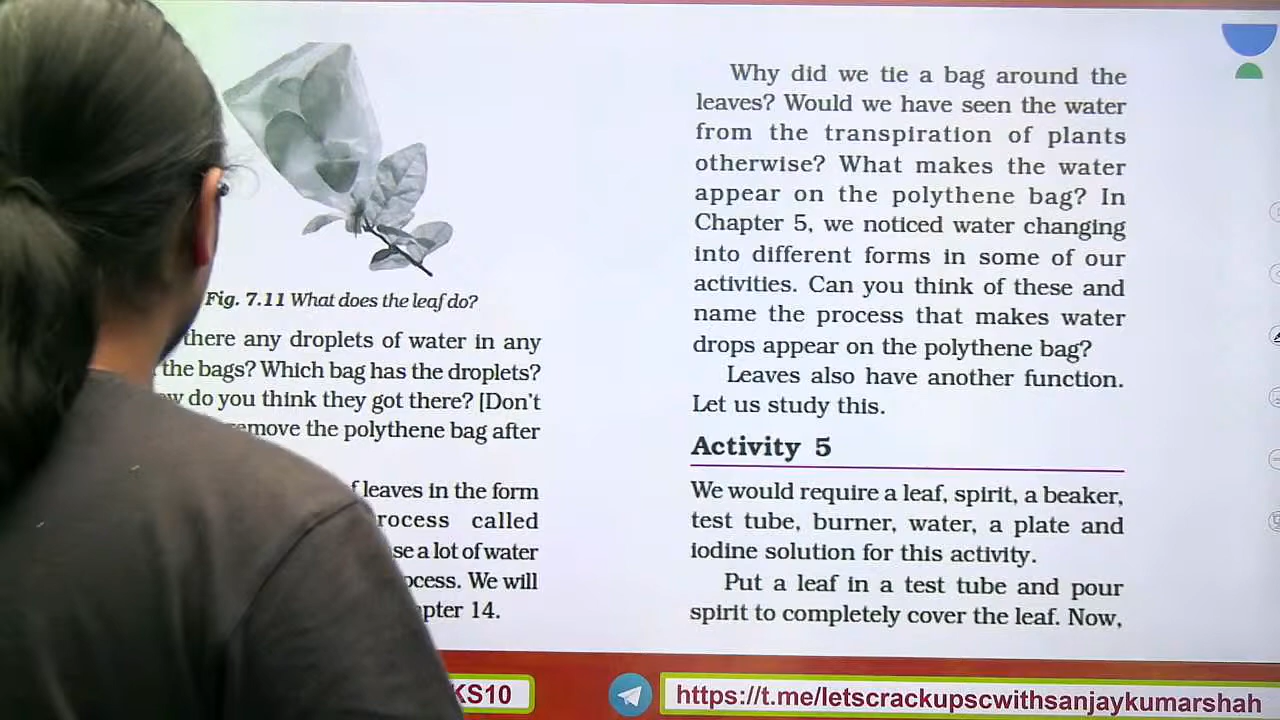 Fig. 7.11 What does the leaf do?
there any droplets of water in any
the bags? Which bag has the droplets?
do you think they got there? [Don't
remove the polythene bag after
leaves in the form
called
a lot of water
We will
14.
Why did we tie a bag around the
leaves? Would we have seen the water
from the transpiration of plants
otherwise? What makes the water
appear on the polythene bag? In
Chapter 5, we noticed water changing
into different forms in some of our
activities. Can you think of these and
name the process that makes water
drops appear on the polythene bag?
Leaves also have another function.
Let us study this.
Activity 5
We would require a leaf, spirit, a beaker,
test tube, burner, water, a plate and
iodine solution for this activity.
Put a leaf in a test tube and pour
spirit to completely cover the leaf. Now,
KS10
https://t.me/letscrackupscwithsanjaykumarshah